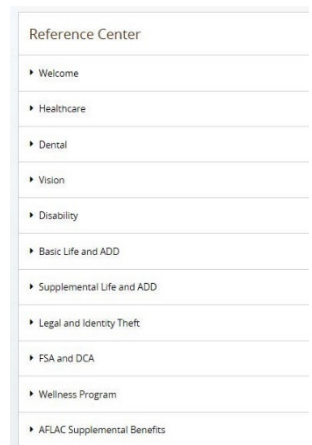 Reference Center
Welcome
Healthcare
Dental
Vision
Disability
Basic Life and ADD
Supplemental Life and ADD
Legal and Identity Theft
FSA and DCA
Wellness Program
AFLAC Supplemental Benefits